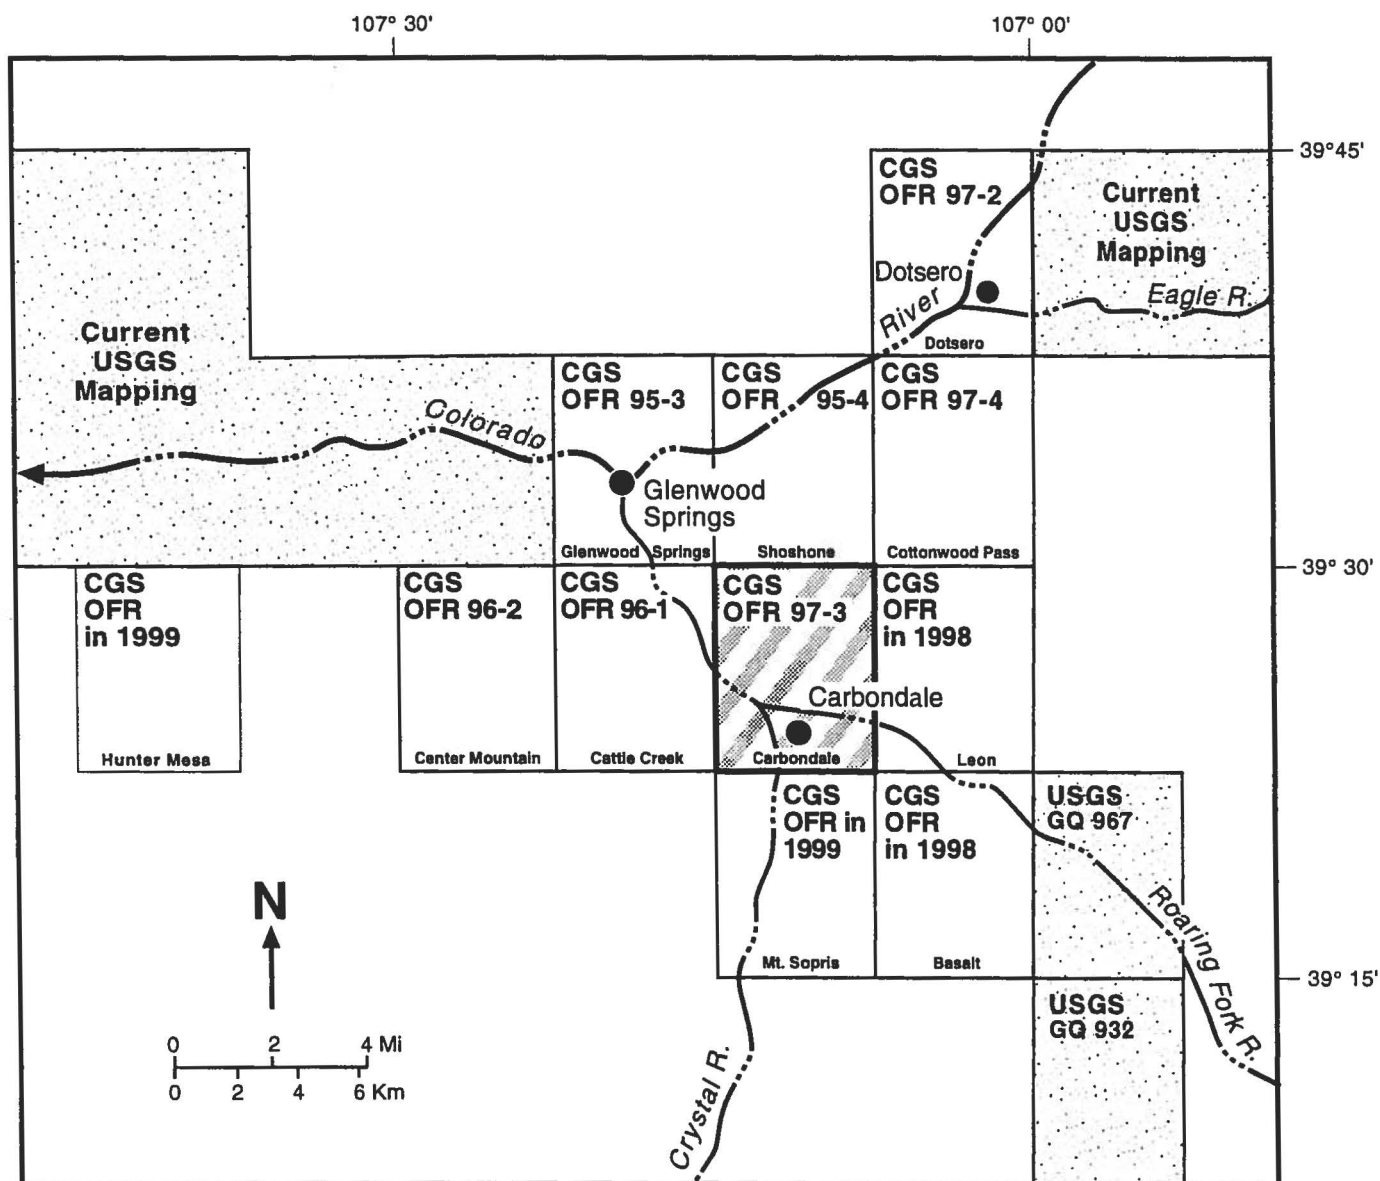 107° 30'
107° 00'
39°45'
CGS
OFR 97-2
Current
USGS
Mapping
Dotsero
River
Eagle R.
Dotsero
Current
USGS
Mapping
CGS
OFR 95-3
CGS
OFR 95-4
CGS
OFR 97-4
Colorado
Glenwood
Springs
Glenwood Springs
Shoshone
Cottonwood Pass
39° 30'
CGS
OFR
in 1999
CGS
OFR 96-2
CGS
OFR 96-1
CGS
OFR 97-3
CGS
OFR
in 1998
Carbondale
Hunter Mesa
Center Mountain
Cattle Creek
Carbondale
Leon
CGS
OFR in
1999
CGS
OFR
in 1998
USGS
GQ 967
N
Roaring Fork R.
Mt. Sopris
Basalt
39° 15'
USGS
GQ 932
0 2 4 Mi
0 2 4 6 Km
Crystal R.